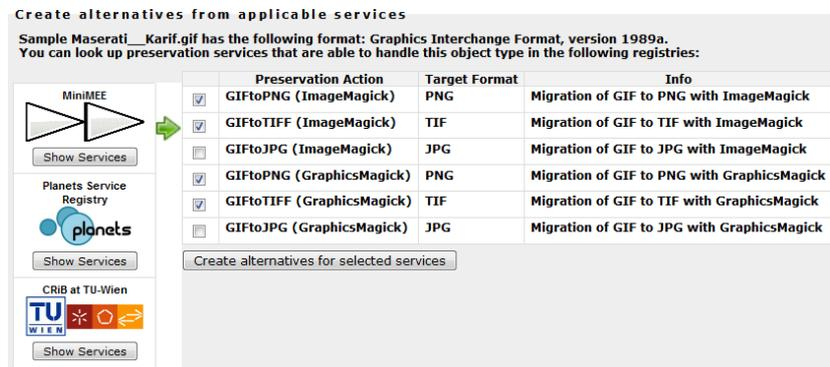 Create alternatives from applicable services
Sample Maserati__Karif.gif has the following format: Graphics Interchange Format, version 1989a.
You can look up preservation services that are able to handle this object type in the following registries:
MiniMEE
Show Services
Planets Service
Registry
planets
Show Services
CRiB at TU-Wien
TU
WIEN
Show Services
Preservation Action Target Format Info
GIFtoPNG (ImageMagick) PNG Migration of GIF to PNG with ImageMagick
GIFtoTIFF (ImageMagick) TIF Migration of GIF to TIF with ImageMagick
GIFtoJPG (ImageMagick) JPG Migration of GIF to JPG with ImageMagick
GIFtoPNG (GraphicsMagick) PNG Migration of GIF to PNG with GraphicsMagick
GIFtoTIFF (GraphicsMagick) TIF Migration of GIF to TIF with GraphicsMagick
GIFtoJPG (GraphicsMagick) JPG Migration of GIF to JPG with GraphicsMagick
Create alternatives for selected services